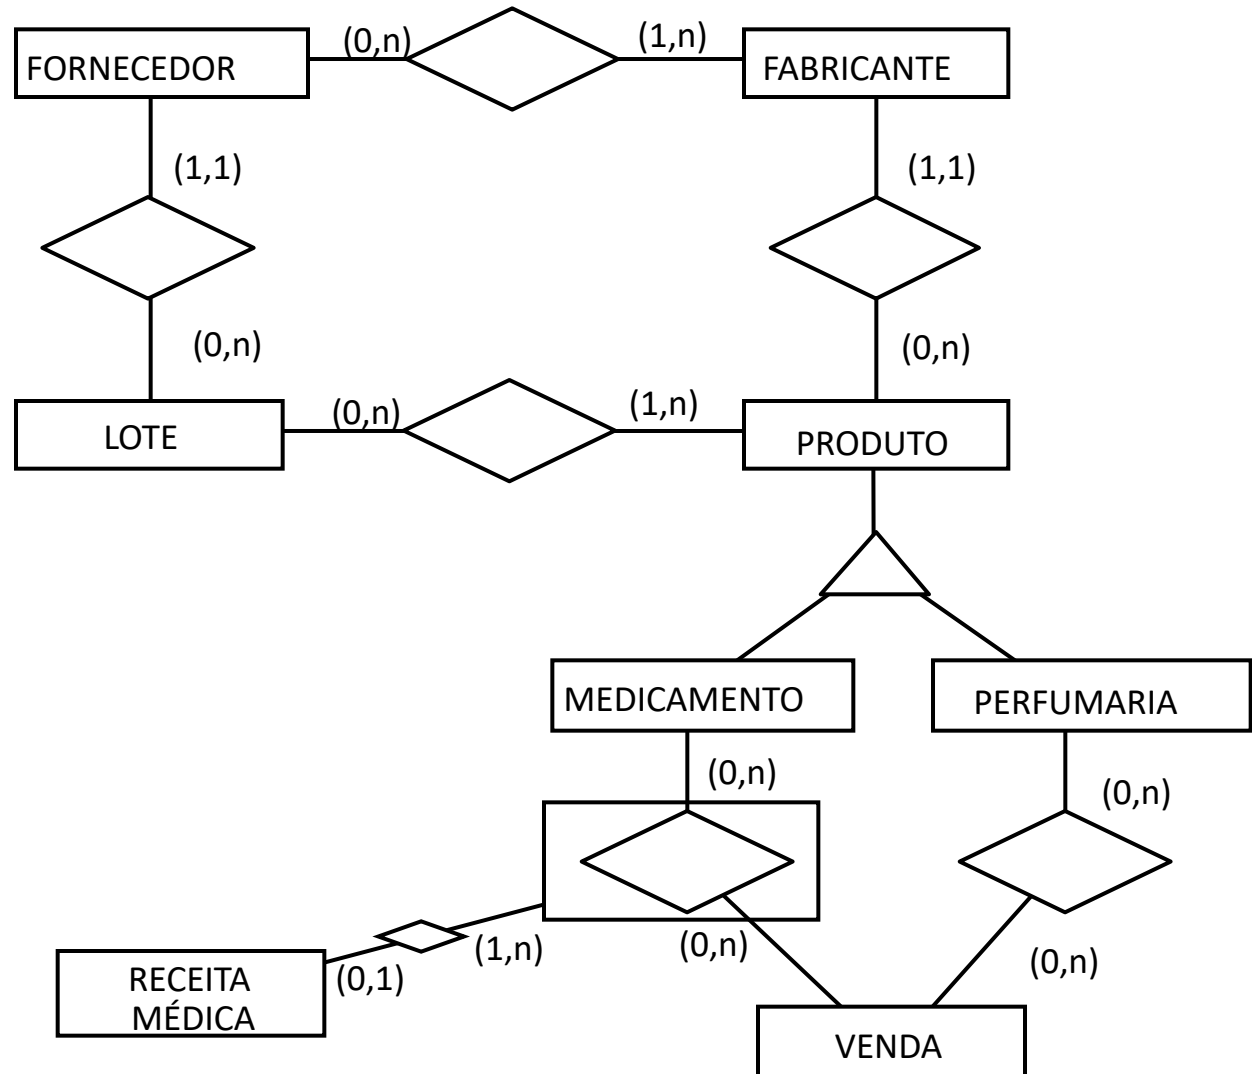 (0,n)
(1,n)
FORNECEDOR
FABRICANTE
(1,1)
(1,1)
(0,n)
(0,n)
(0,n)
(1,n)
LOTE
PRODUTO
MEDICAMENTO
PERFUMARIA
(0,n)
(0,n)
(0,n)
(1,n)
(0,n)
RECEITA
MÉDICA
(0,1)
VENDA